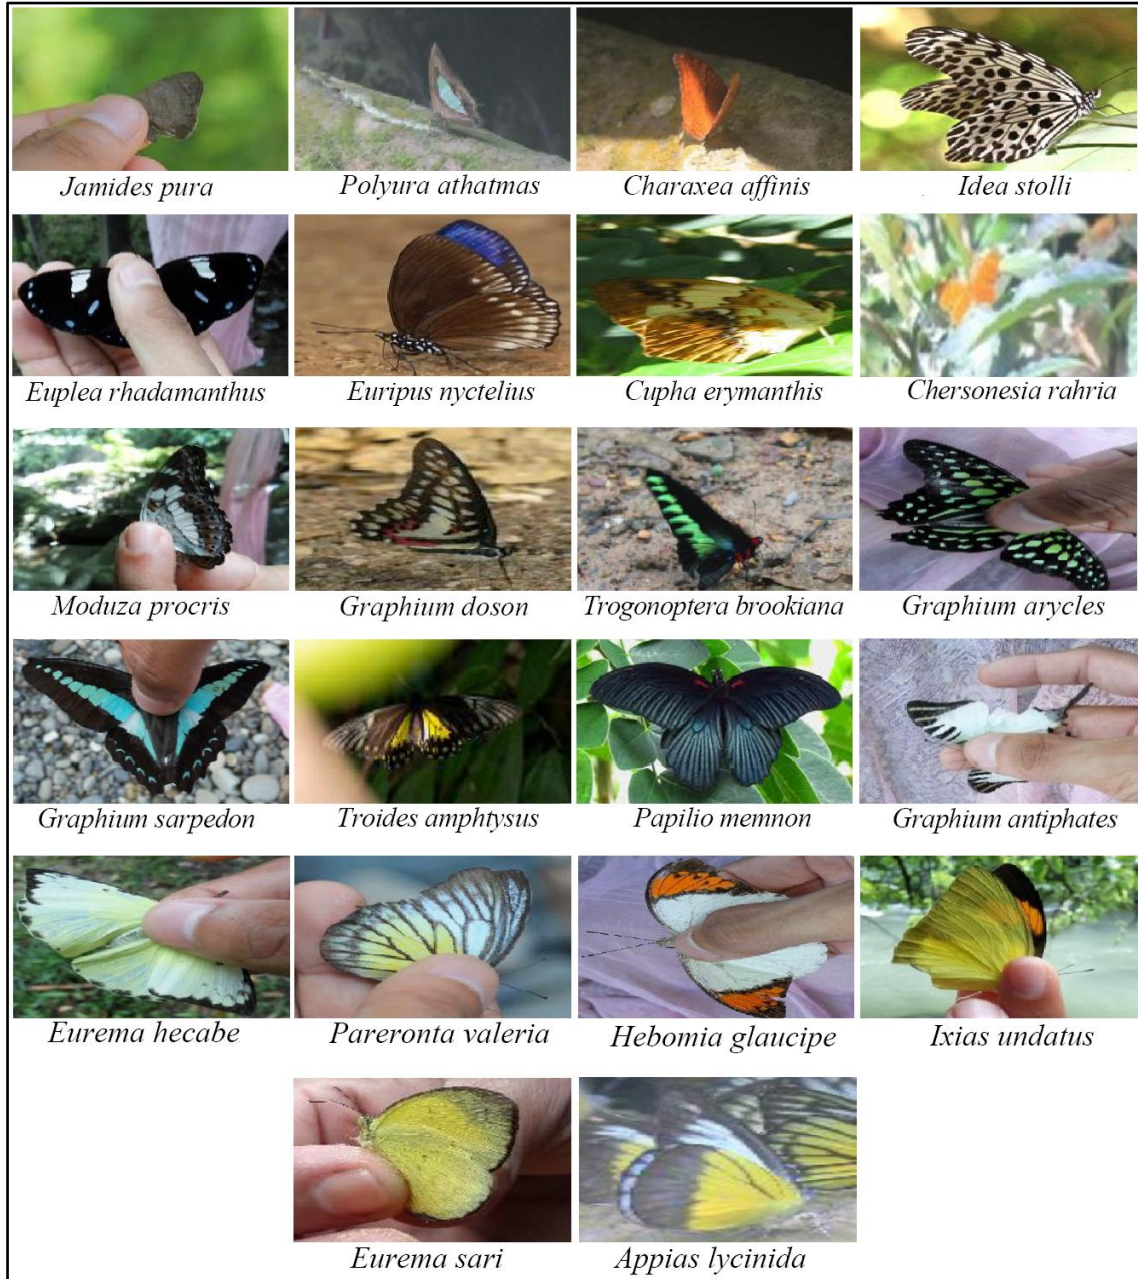 Jamides pura
Polyura athatmas
Charaxea affinis
Idea stolli
Euplea rhadamanthus
Euripus nyctelius
Cupha erymanthis
Chersonesia rahria
Moduza procris
Graphium doson
Trogonoptera brookiana
Graphium arycles
Graphium sarpedon
Troides amphtysus
Papilio memnon
Graphium antiphates
Eurema hecabe
Pareronta valeria
Hebomia glaucipe
Ixias undatus
Eurema sari
Appias lycinida